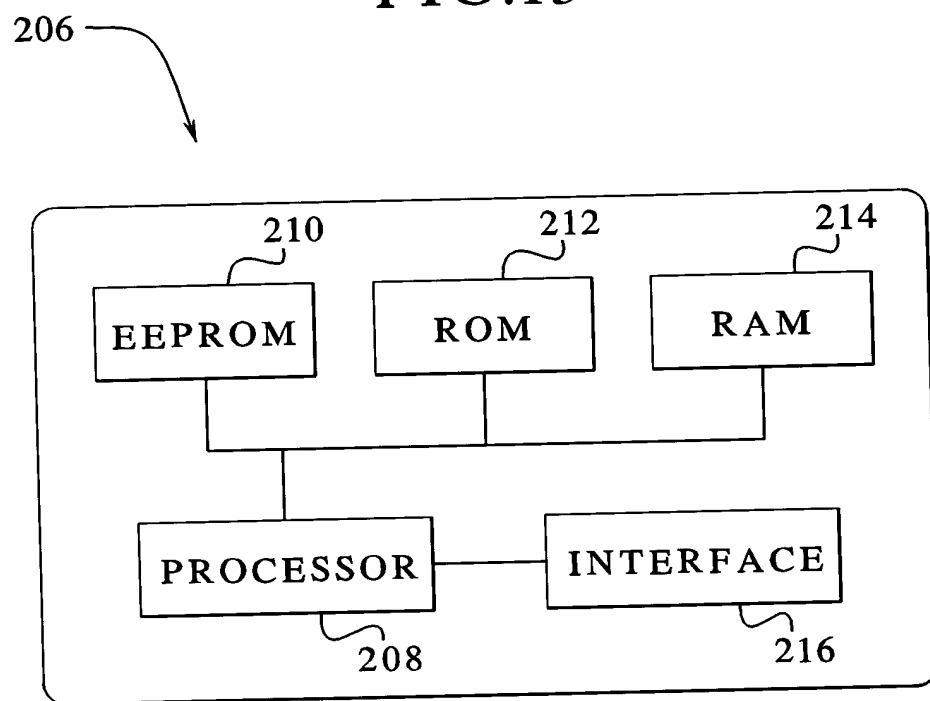 206
210
212
214
EEPROM
ROM
RAM
PROCESSOR
INTERFACE
208
216